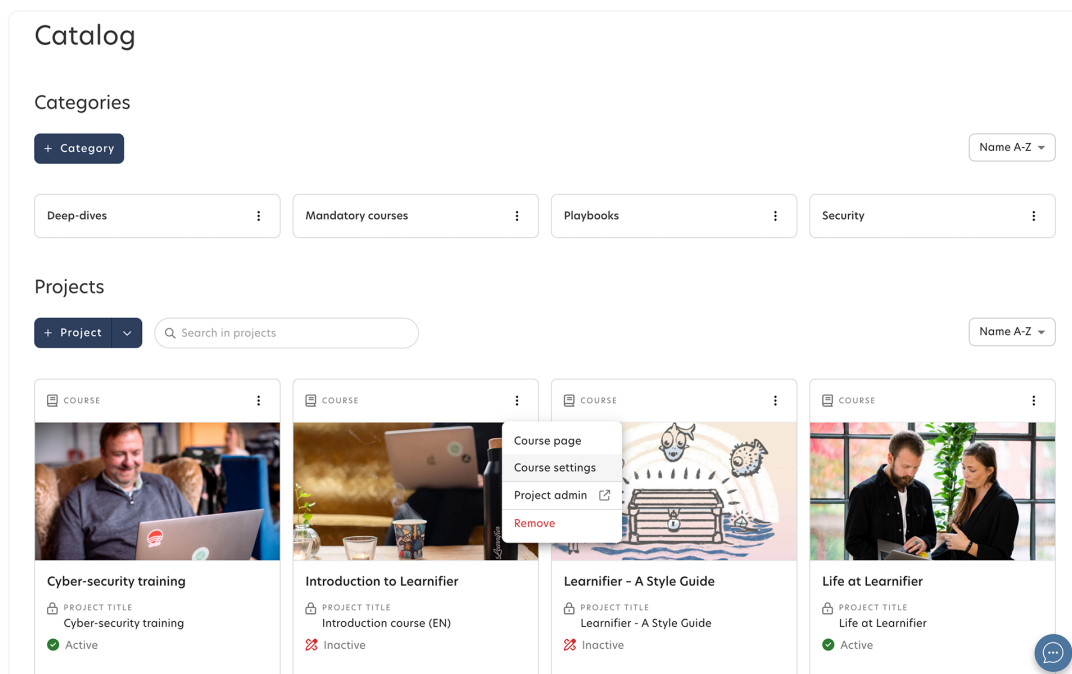 Catalog
Categories
+ Category
Name A-Z
Deep-dives
Mandatory courses
Playbooks
Security
Projects
+ Project
Search in projects
Name A-Z
COURSE
COURSE
COURSE
COURSE
Course page
Course settings
Project admin
Remove
Learnifier
Cyber-security training
Introduction to Learnifier
Learnifier – A Style Guide
Life at Learnifier
PROJECT TITLE
PROJECT TITLE
PROJECT TITLE
PROJECT TITLE
Cyber-security training
Introduction course (EN)
Learnifier - A Style Guide
Life at Learnifier
Active
Inactive
Inactive
Active